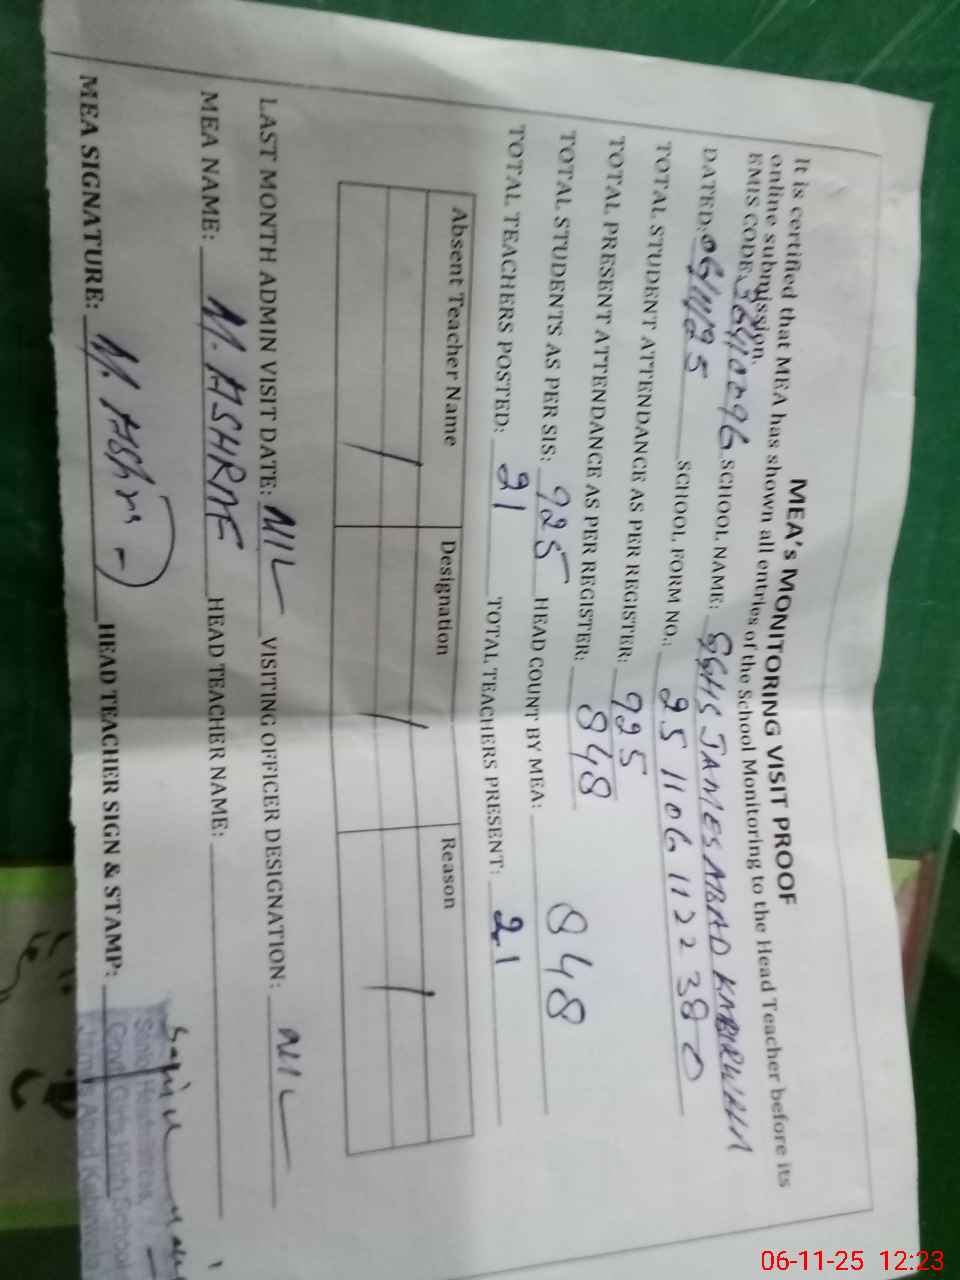 MEA's MONITORING VISIT PROOF
It is certified that MEA has shown all entries of the School Monitoring to the Head Teacher before its
online submission.
EMIS CODE: SCHOOL NAME: GGHS JAMES ABAD KABIRWALA
DATED: 06/11/25 SCHOOL FORM NO.: 25 1106 1122 380
TOTAL STUDENT ATTENDANCE AS PER REGISTER: 925
TOTAL PRESENT ATTENDANCE AS PER REGISTER: 848
TOTAL STUDENTS AS PER SIS: 925 HEAD COUNT BY MEA: 848
TOTAL TEACHERS POSTED: 21 TOTAL TEACHERS PRESENT: 21
Absent Teacher Name Designation Reason
LAST MONTH ADMIN VISIT DATE: NIL VISITING OFFICER DESIGNATION: NIL
MEA NAME: M. ASHRAF HEAD TEACHER NAME:
MEA SIGNATURE: M. HEAD TEACHER SIGN & STAMP:
Headmistress,
Govt. Girls High School
06-11-25 12:23